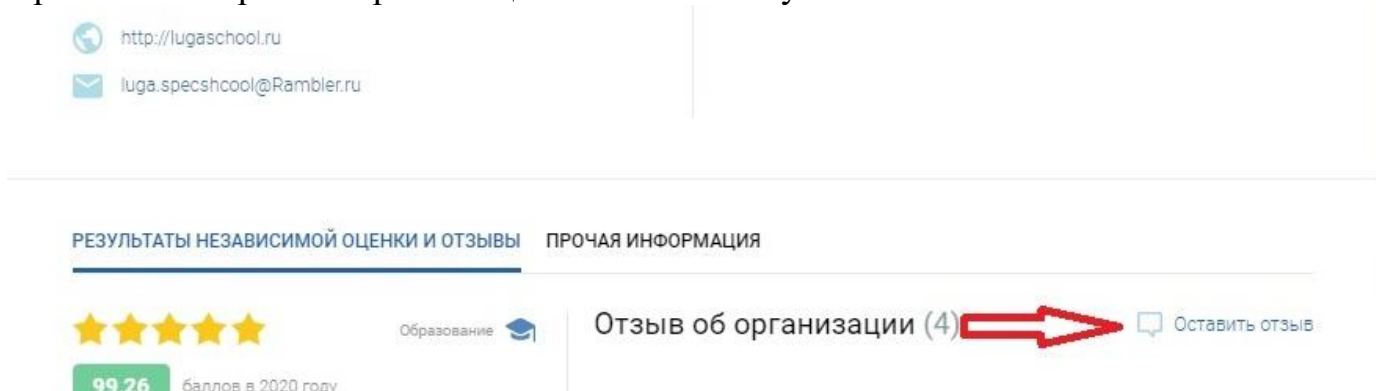 http://lugaschool.ru
luga.specshcool@Rambler.ru
РЕЗУЛЬТАТЫ НЕЗАВИСИМОЙ ОЦЕНКИ И ОТЗЫВЫ ПРОЧАЯ ИНФОРМАЦИЯ
Образование
Отзыв об организации (4)
Оставить отзыв
99.26 баллов в 2020 году